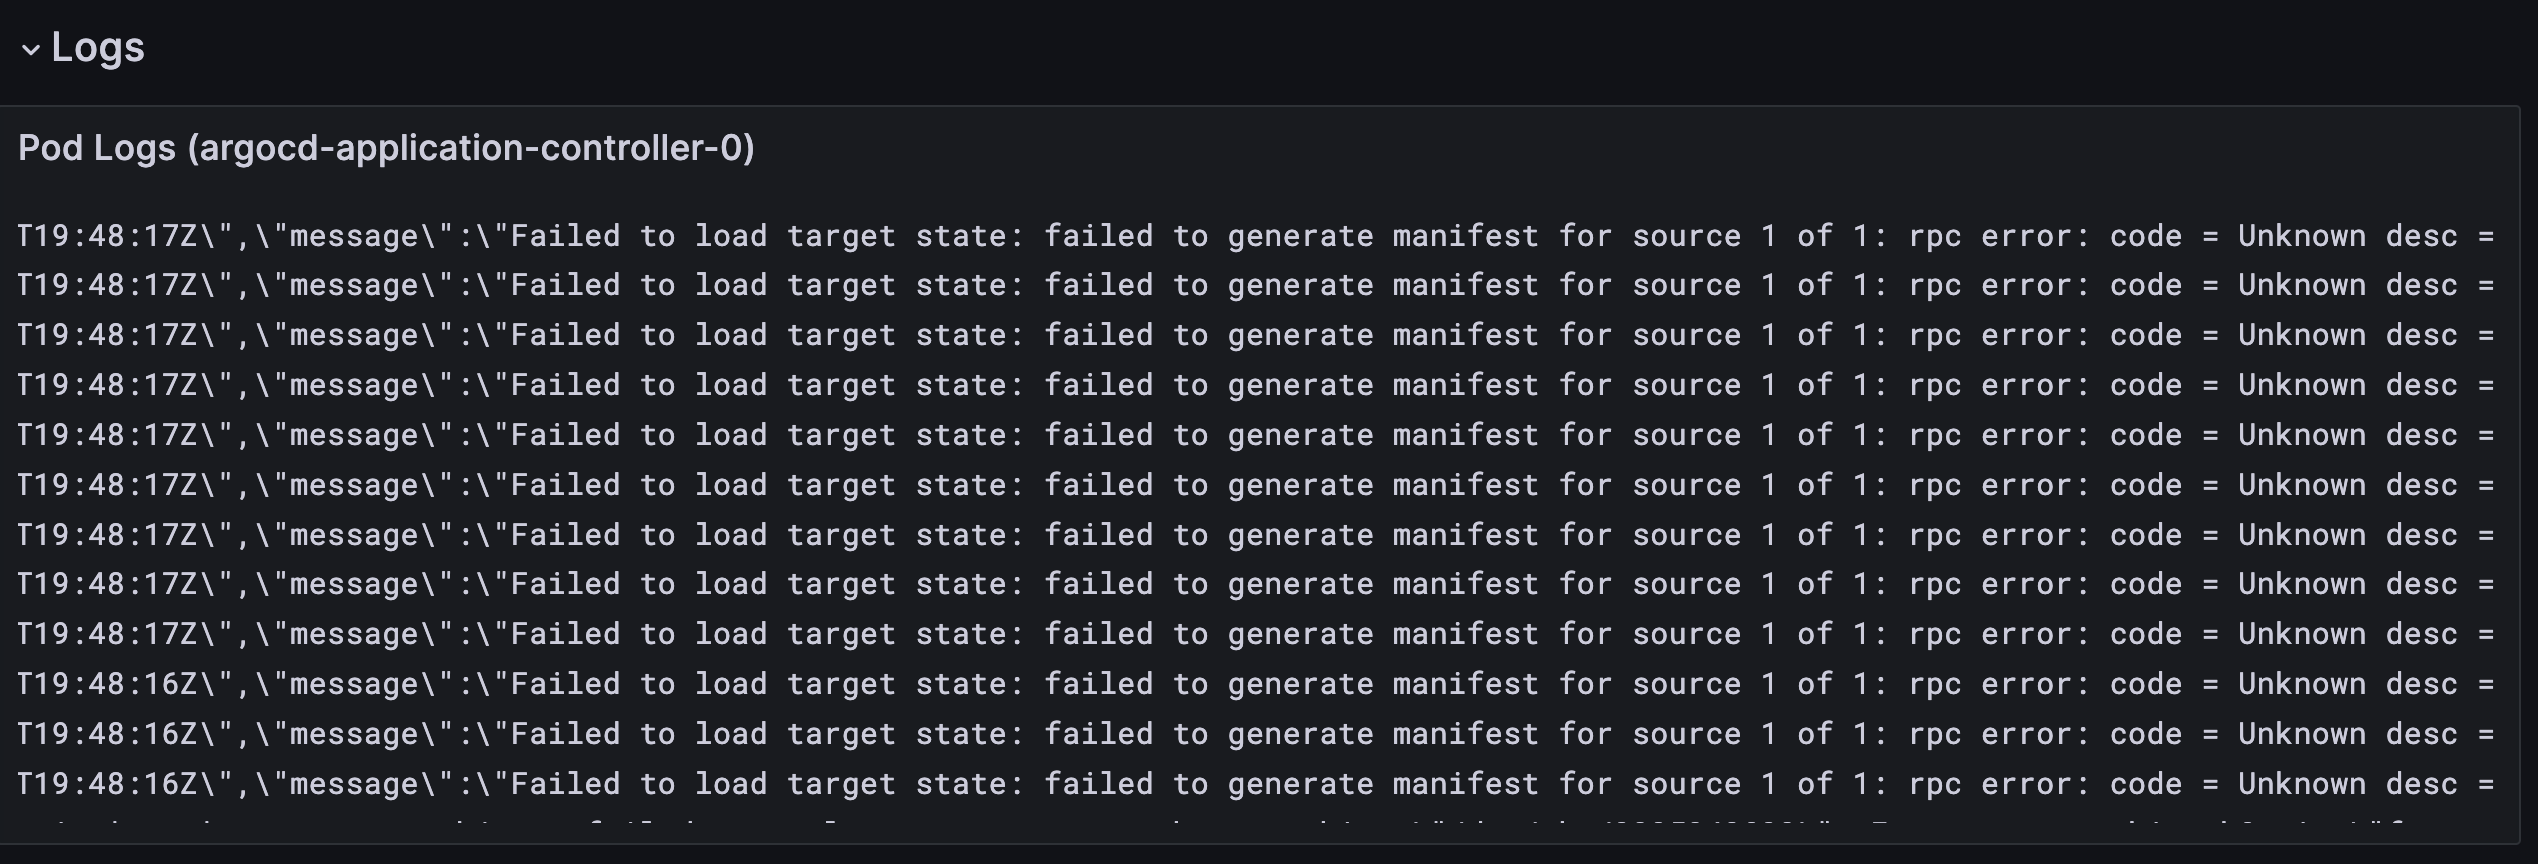 Logs
Pod Logs (argocd-application-controller-0)
T19:48:17Z\",\"message\":\"Failed to load target state: failed to generate manifest for source 1 of 1: rpc error: code = Unknown desc =
T19:48:17Z\",\"message\":\"Failed to load target state: failed to generate manifest for source 1 of 1: rpc error: code = Unknown desc =
T19:48:17Z\",\"message\":\"Failed to load target state: failed to generate manifest for source 1 of 1: rpc error: code = Unknown desc =
T19:48:17Z\",\"message\":\"Failed to load target state: failed to generate manifest for source 1 of 1: rpc error: code = Unknown desc =
T19:48:17Z\",\"message\":\"Failed to load target state: failed to generate manifest for source 1 of 1: rpc error: code = Unknown desc =
T19:48:17Z\",\"message\":\"Failed to load target state: failed to generate manifest for source 1 of 1: rpc error: code = Unknown desc =
T19:48:17Z\",\"message\":\"Failed to load target state: failed to generate manifest for source 1 of 1: rpc error: code = Unknown desc =
T19:48:17Z\",\"message\":\"Failed to load target state: failed to generate manifest for source 1 of 1: rpc error: code = Unknown desc =
T19:48:17Z\",\"message\":\"Failed to load target state: failed to generate manifest for source 1 of 1: rpc error: code = Unknown desc =
T19:48:16Z\",\"message\":\"Failed to load target state: failed to generate manifest for source 1 of 1: rpc error: code = Unknown desc =
T19:48:16Z\",\"message\":\"Failed to load target state: failed to generate manifest for source 1 of 1: rpc error: code = Unknown desc =
T19:48:16Z\",\"message\":\"Failed to load target state: failed to generate manifest for source 1 of 1: rpc error: code = Unknown desc =